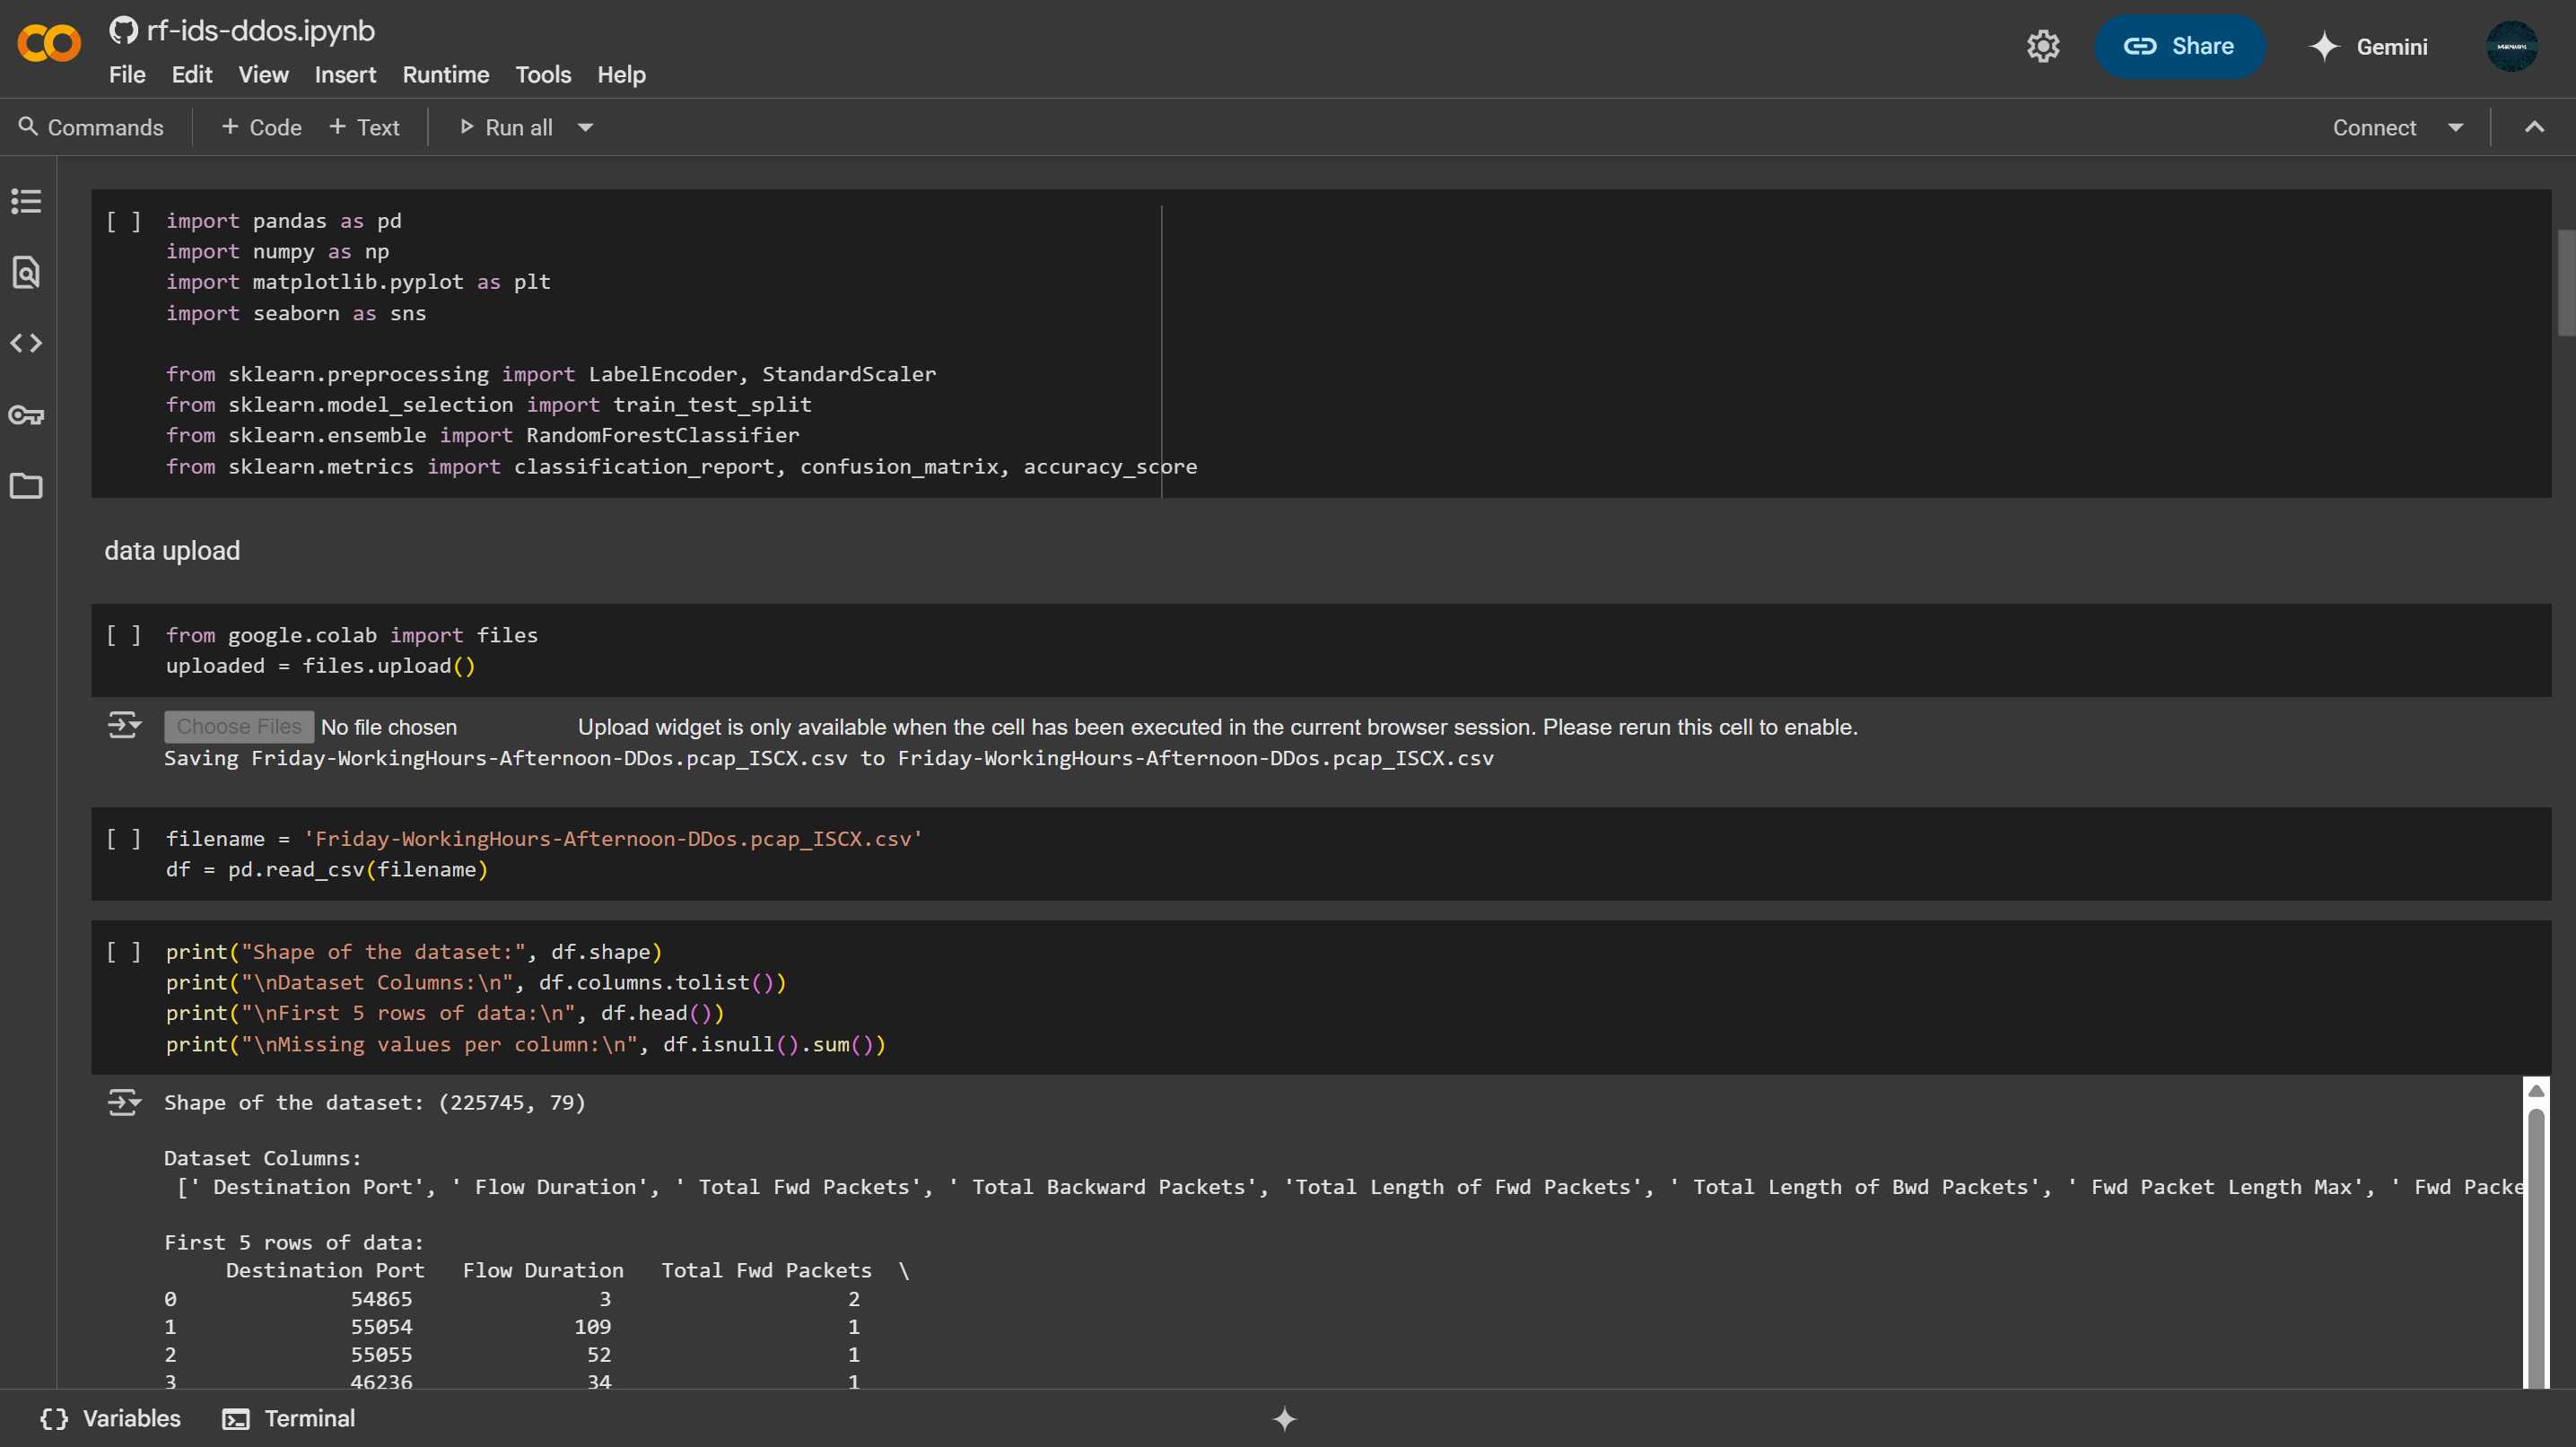 rf-ids-ddos.ipynb
File Edit View Insert Runtime Tools Help
Share
Gemini
Commands + Code + Text Run all
Connect
[ ] import pandas as pd
import numpy as np
import matplotlib.pyplot as plt
import seaborn as sns
from sklearn.preprocessing import LabelEncoder, StandardScaler
from sklearn.model_selection import train_test_split
from sklearn.ensemble import RandomForestClassifier
from sklearn.metrics import classification_report, confusion_matrix, accuracy_score
data upload
[ ] from google.colab import files
uploaded = files.upload()
Choose Files No file chosen Upload widget is only available when the cell has been executed in the current browser session. Please rerun this cell to enable.
Saving Friday-WorkingHours-Afternoon-DDos.pcap_ISCX.csv to Friday-WorkingHours-Afternoon-DDos.pcap_ISCX.csv
[ ] filename = 'Friday-WorkingHours-Afternoon-DDos.pcap_ISCX.csv'
df = pd.read_csv(filename)
[ ] print("Shape of the dataset:", df.shape)
print("\nDataset Columns:\n", df.columns.tolist())
print("\nFirst 5 rows of data:\n", df.head())
print("\nMissing values per column:\n", df.isnull().sum())
Shape of the dataset: (225745, 79)
Dataset Columns:
[' Destination Port', ' Flow Duration', ' Total Fwd Packets', ' Total Backward Packets', 'Total Length of Fwd Packets', ' Total Length of Bwd Packets', ' Fwd Packet Length Max', ' Fwd Packe
First 5 rows of data:
Destination Port Flow Duration Total Fwd Packets \
0 54865 3 2
1 55054 109 1
2 55055 52 1
3 46236 34 1
Variables Terminal